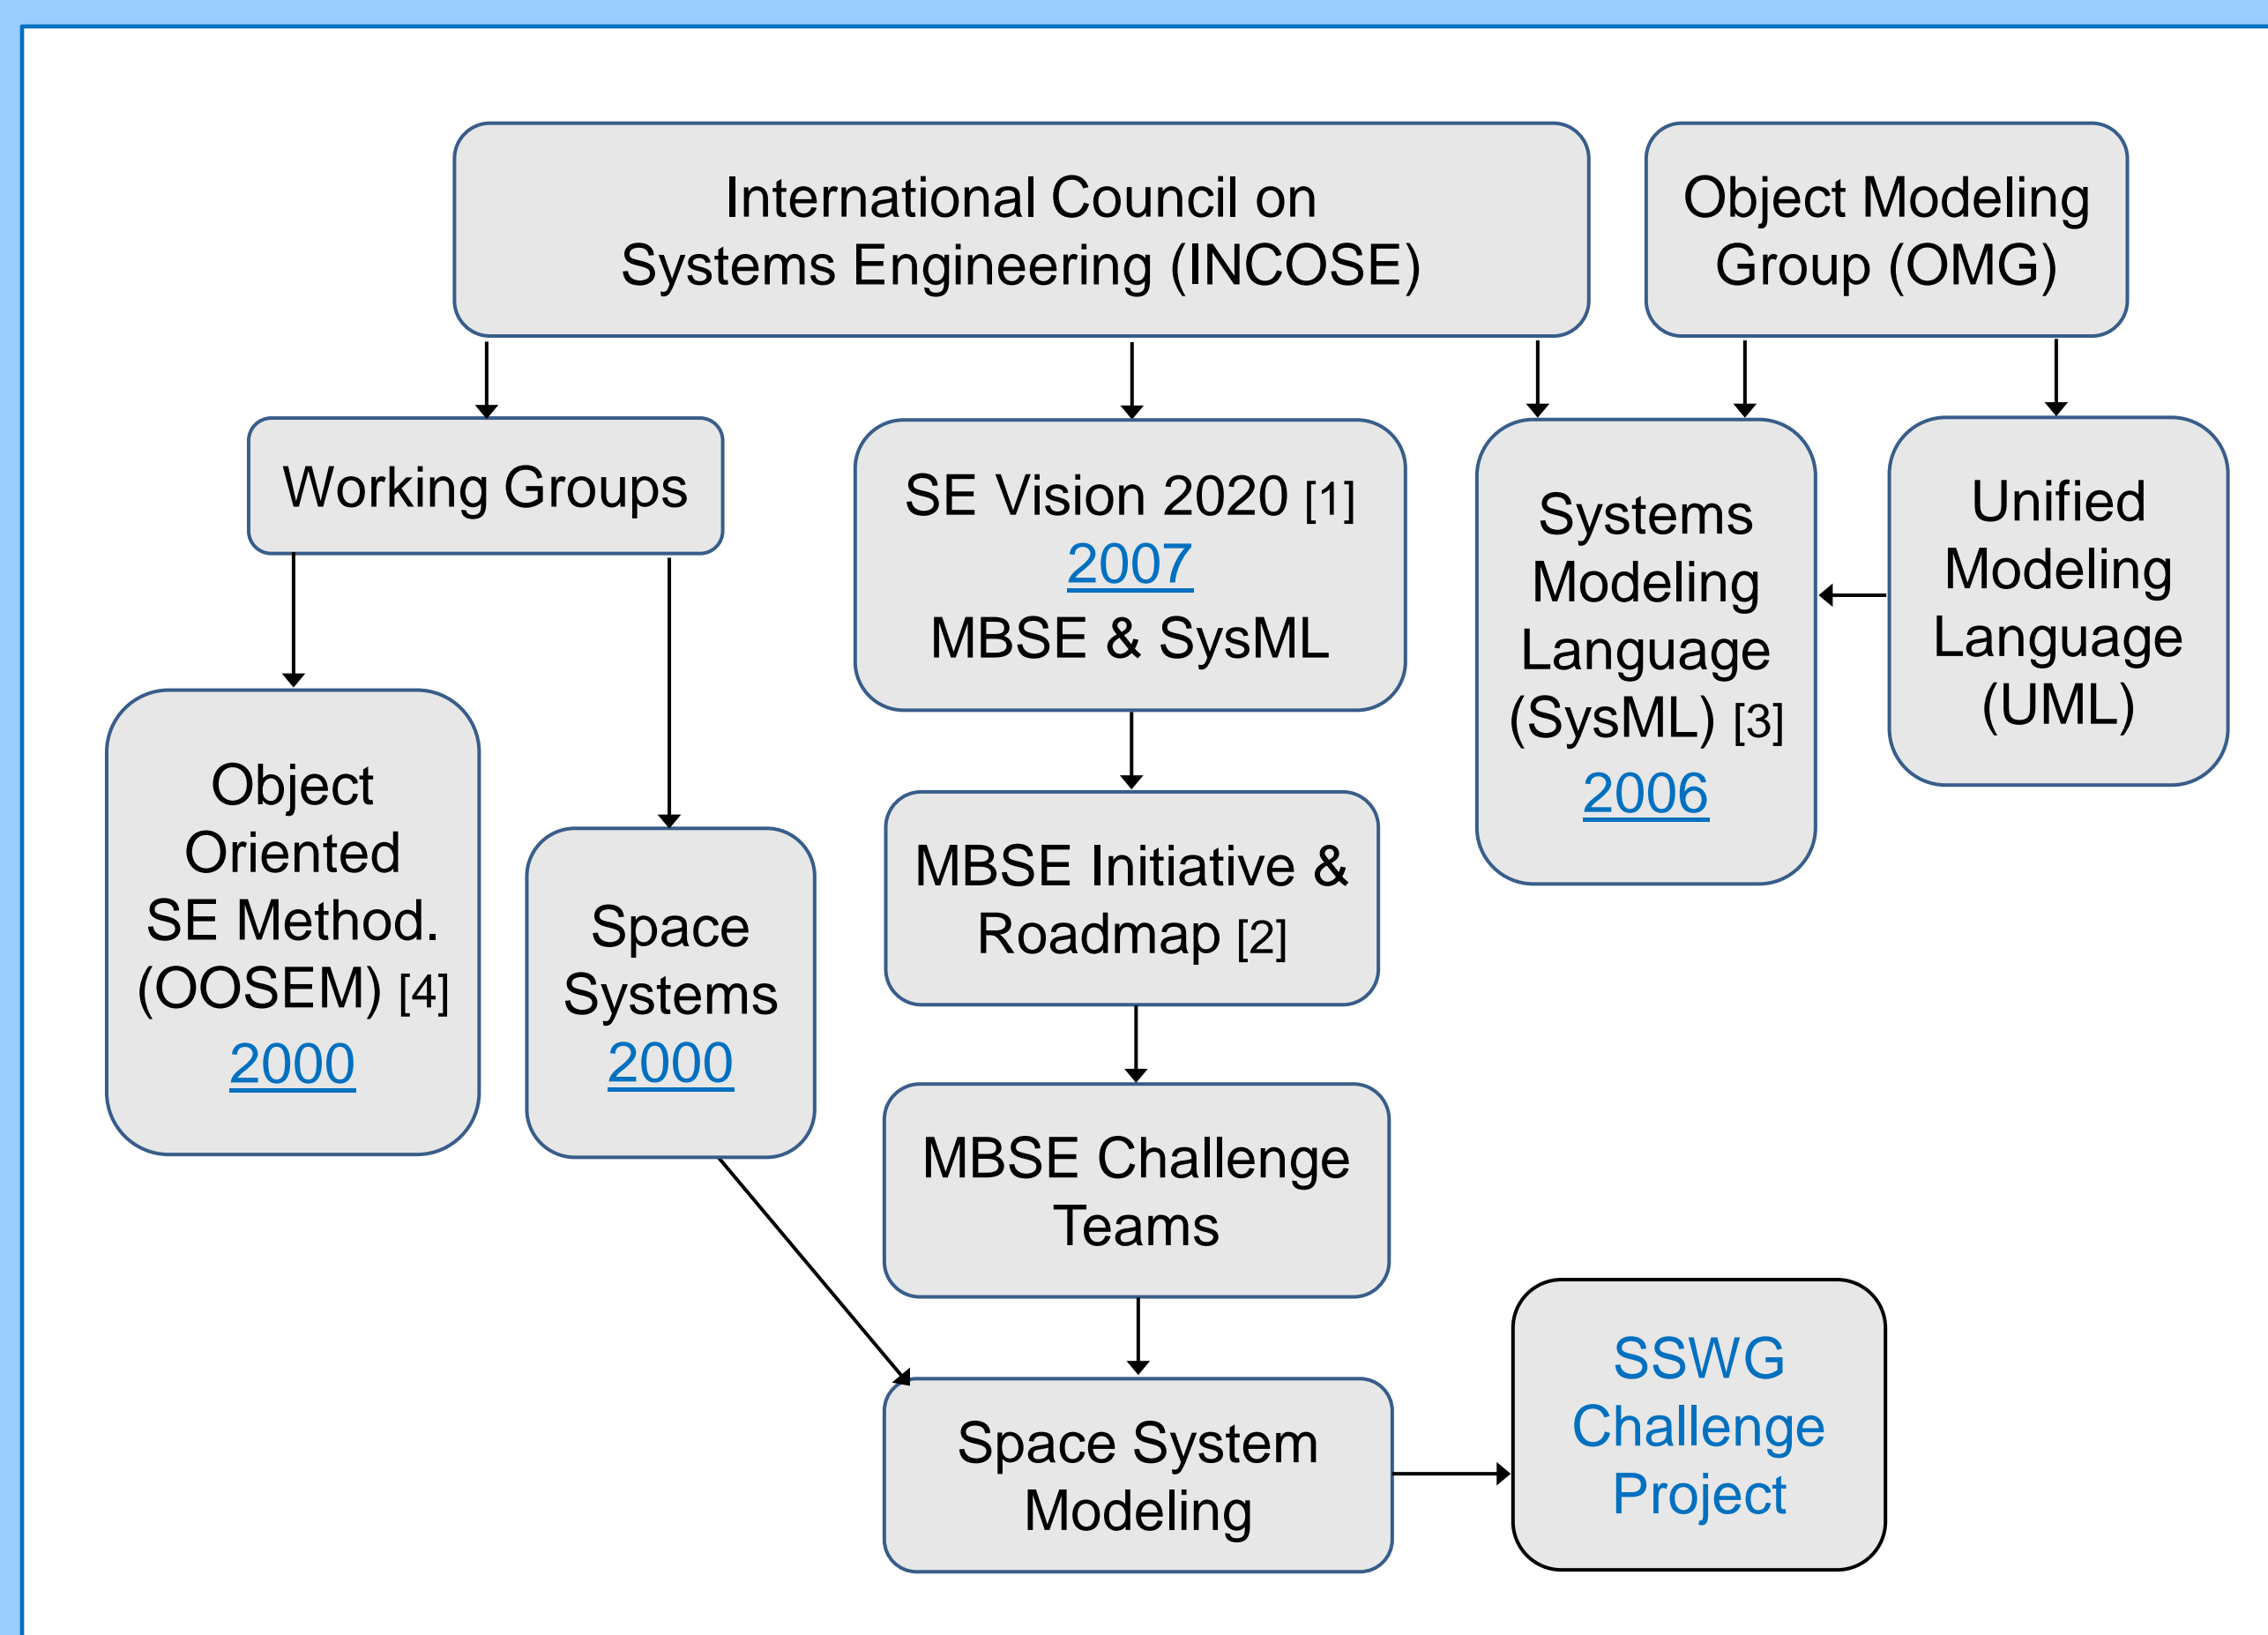 International Council on
Systems Engineering (INCOSE)
Object Modeling
Group (OMG)
Working Groups
SE Vision 2020 [1]
2007
MBSE & SysML
Systems
Modeling
Language
(SysML) [3]
2006
Unified
Modeling
Language
(UML)
Object
Oriented
SE Method.
(OOSEM) [4]
2000
Space
Systems
2000
MBSE Initiative &
Roadmap [2]
MBSE Challenge
Teams
Space System
Modeling
SSWG
Challenge
Project